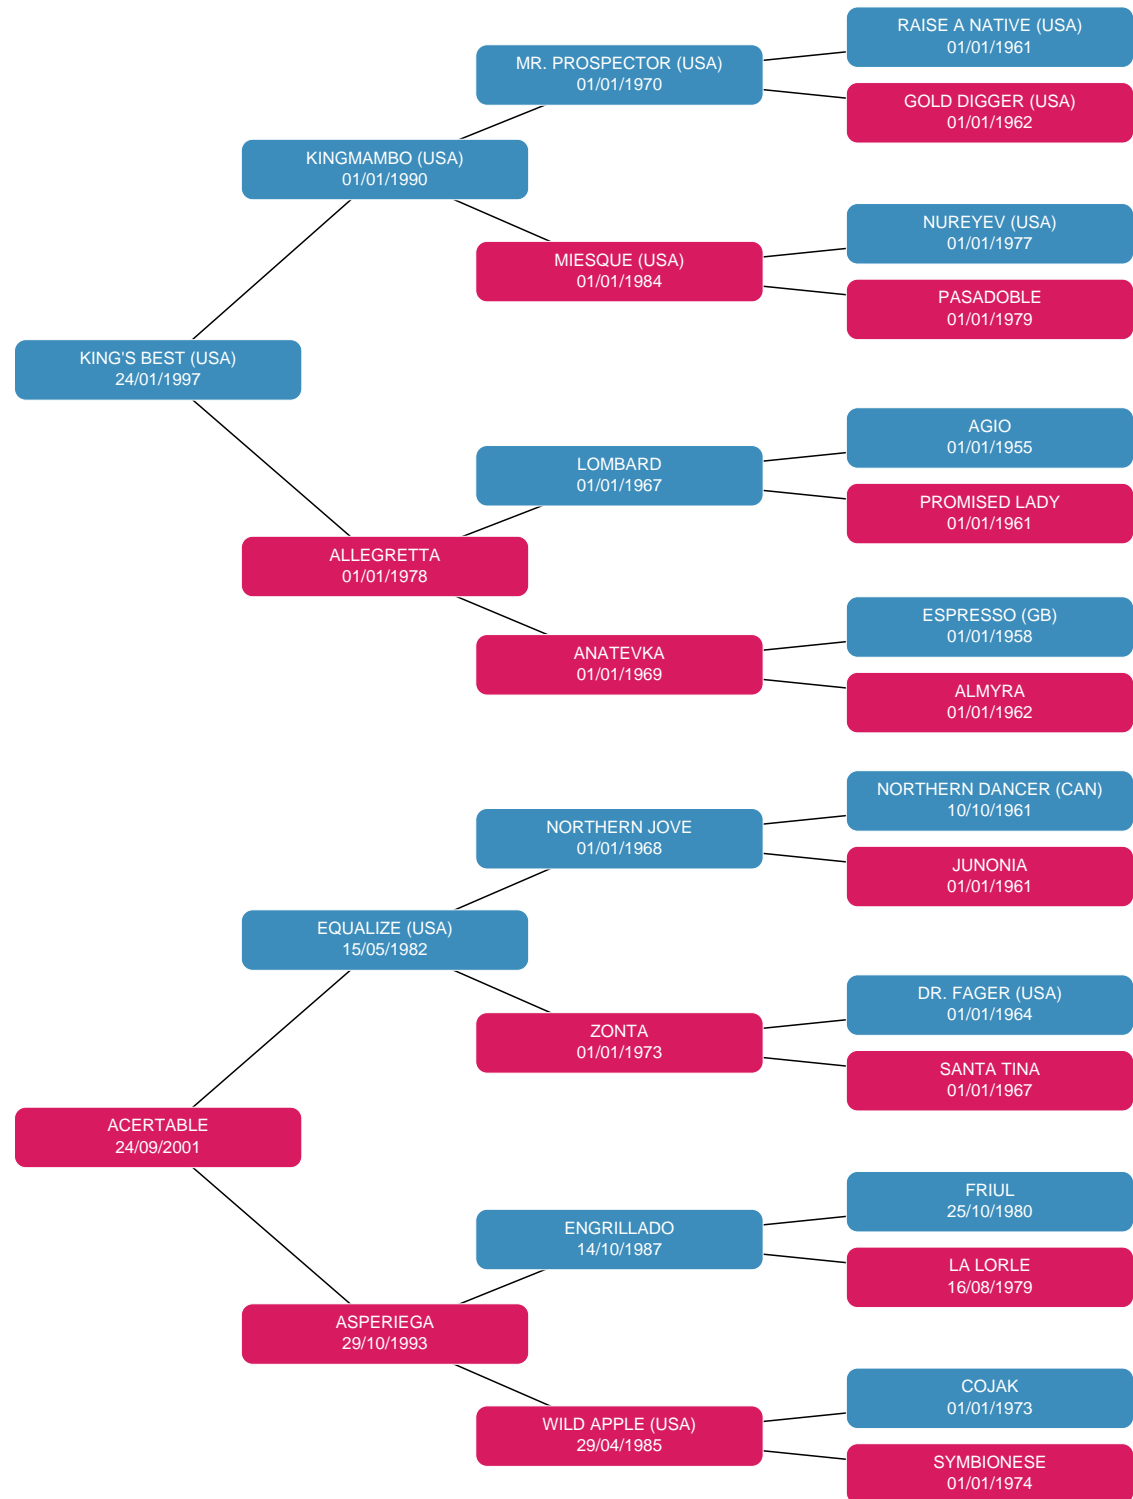 RAISE A NATIVE (USA)
01/01/1961
MR. PROSPECTOR (USA)
01/01/1970
GOLD DIGGER (USA)
01/01/1962
KINGMAMBO (USA)
01/01/1990
NUREYEV (USA)
01/01/1977
MIESQUE (USA)
01/01/1984
PASADOBLE
01/01/1979
KING'S BEST (USA)
24/01/1997
AGIO
01/01/1955
LOMBARD
01/01/1967
PROMISED LADY
01/01/1961
ALLEGRETTA
01/01/1978
ESPRESSO (GB)
01/01/1958
ANATEVKA
01/01/1969
ALMYRA
01/01/1962
NORTHERN DANCER (CAN)
10/10/1961
NORTHERN JOVE
01/01/1968
JUNONIA
01/01/1961
EQUALIZE (USA)
15/05/1982
DR. FAGER (USA)
01/01/1964
ZONTA
01/01/1973
SANTA TINA
01/01/1967
ACERTABLE
24/09/2001
FRIUL
25/10/1980
ENGRILLADO
14/10/1987
LA LORLE
16/08/1979
ASPERIEGA
29/10/1993
COJAK
01/01/1973
WILD APPLE (USA)
29/04/1985
SYMBIONESE
01/01/1974